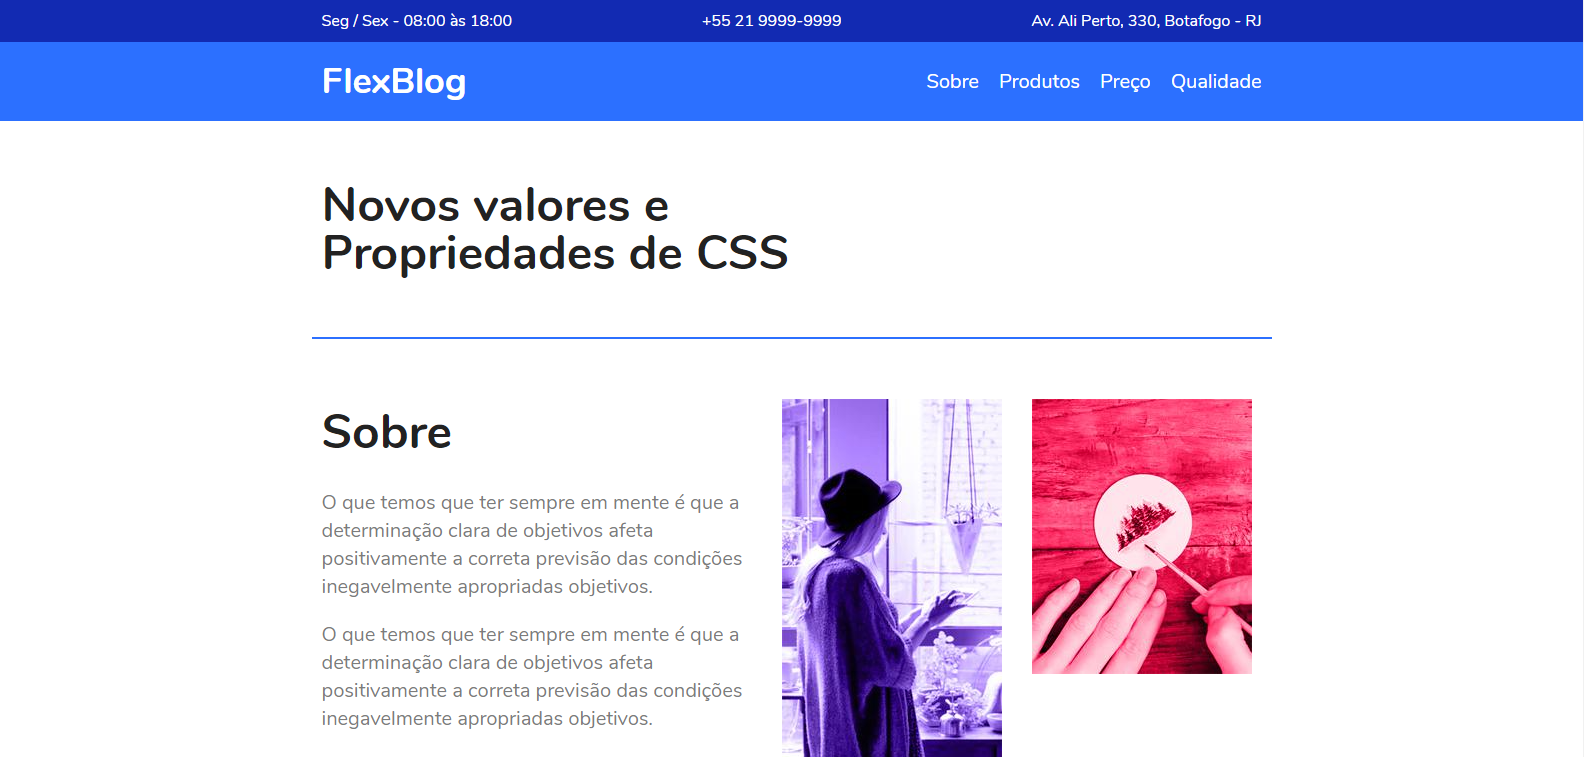 Seg / Sex - 08:00 às 18:00
+55 21 9999-9999
Av. Ali Perto, 330, Botafogo - RJ
FlexBlog
Sobre
Produtos
Preço
Qualidade
Novos valores e
Propriedades de CSS
Sobre
O que temos que ter sempre em mente é que a
determinação clara de objetivos afeta
positivamente a correta previsão das condições
inegavelmente apropriadas objetivos.
O que temos que ter sempre em mente é que a
determinação clara de objetivos afeta
positivamente a correta previsão das condições
inegavelmente apropriadas objetivos.